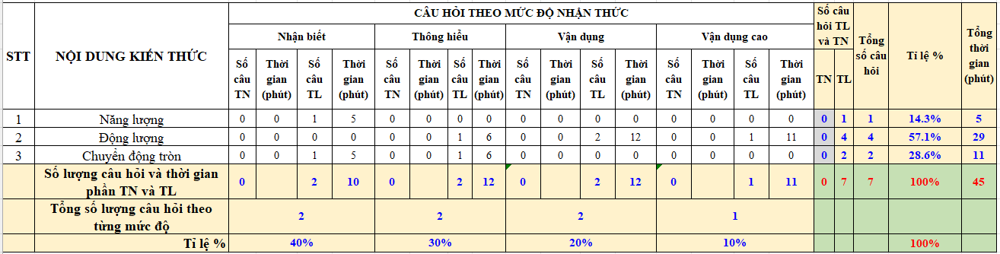 STT NỘI DUNG KIẾN THỨC CÂU HỎI THEO MỨC ĐỘ NHẬN THỨC Số câu hỏi TL và TN Tổng số câu hỏi Tỉ lệ % Tổng thời gian (phút)
Nhận biết Thông hiểu Vận dụng Vận dụng cao
Số câu TN Thời gian (phút) Số câu TL Thời gian (phút) Số câu TN Thời gian (phút) Số câu TL Thời gian (phút) Số câu TN Thời gian (phút) Số câu TL Thời gian (phút) Số câu TN Thời gian (phút) Số câu TL Thời gian (phút) TN TL
1 Năng lượng 0 0 1 5 0 0 0 0 0 0 0 0 0 0 0 0 0 1 1 14.3% 5
2 Động lượng 0 0 0 0 0 0 1 6 0 0 2 12 0 0 1 11 0 4 4 57.1% 29
3 Chuyển động tròn 0 0 1 5 0 0 1 6 0 0 0 0 0 0 0 0 0 2 2 28.6% 11
Số lượng câu hỏi và thời gian phần TN và TL 0 2 10 0 2 12 0 2 12 0 1 11 0 7 7 100% 45
Tổng số lượng câu hỏi theo từng mức độ 2 2 2 1
Tỉ lệ % 40% 30% 20% 10% 100%